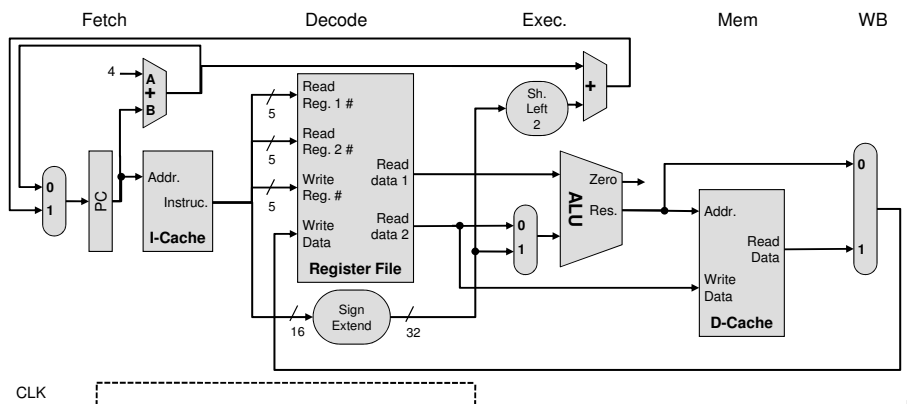 Fetch
Decode
Exec.
Mem
WB
4
A
+
B
0
1
PC
Addr.
Instruc.
I-Cache
5
5
5
Read
Reg. 1 #
Read
Reg. 2 #
Write
Reg. #
Write
Data
Read
data 1
Read
data 2
Register File
16
Sign
Extend
32
Sh.
Left
2
+
0
1
ALU
Zero
Res.
Addr.
Read
Data
Write
Data
D-Cache
0
1
CLK